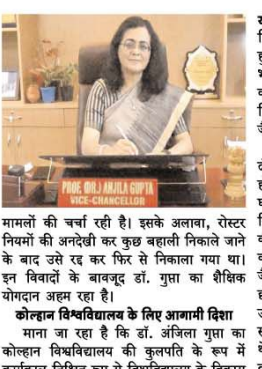 PROF. (DR.) ANJILA GUPTA
VICE-CHANCELLOR
मामलों की चर्चा रही है। इसके अलावा, रोस्टर
नियमों की अनदेखी कर कुछ बहाली निकाले जाने
के बाद उसे रद्द कर फिर से निकाला गया था।
इन विवादों के बावजूद डॉ. गुप्ता का शैक्षिक
योगदान अहम रहा है।
कोल्हान विश्वविद्यालय के लिए आगामी दिशा
माना जा रहा है कि डॉ. अंजिला गुप्ता का
कोल्हान विश्वविद्यालय की कुलपति के रूप में